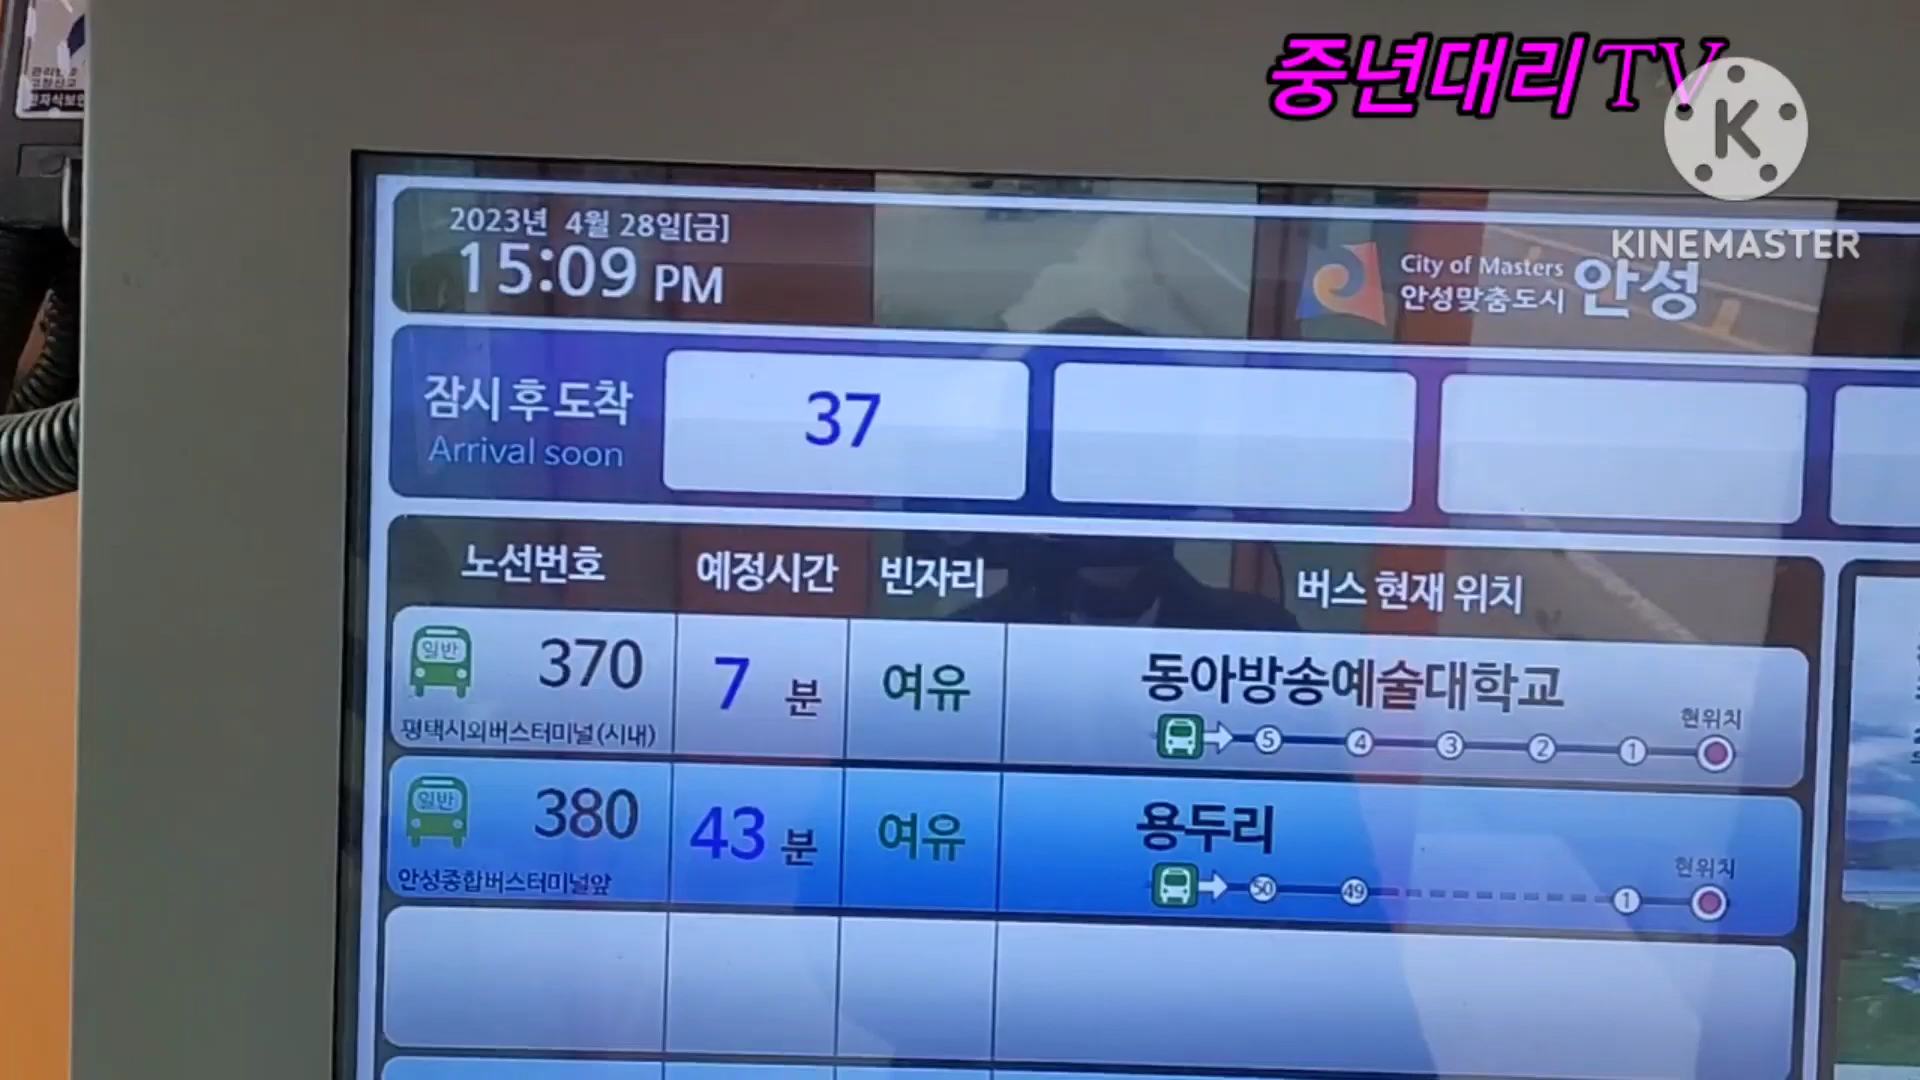 중년대리TV
K
KINEMASTER
2023년 4월 28일[금]
15:09 PM
City of Masters
안성맞춤도시 안성
잠시 후 도착
Arrival soon
37
노선번호 예정시간 빈자리 버스 현재 위치
일반 370 7 분 여유 동아방송예술대학교
평택시외버스터미널(시내)
5 4 3 2 1 현위치
일반 380 43 분 여유 용두리
안성종합버스터미널앞
50 49 1 현위치